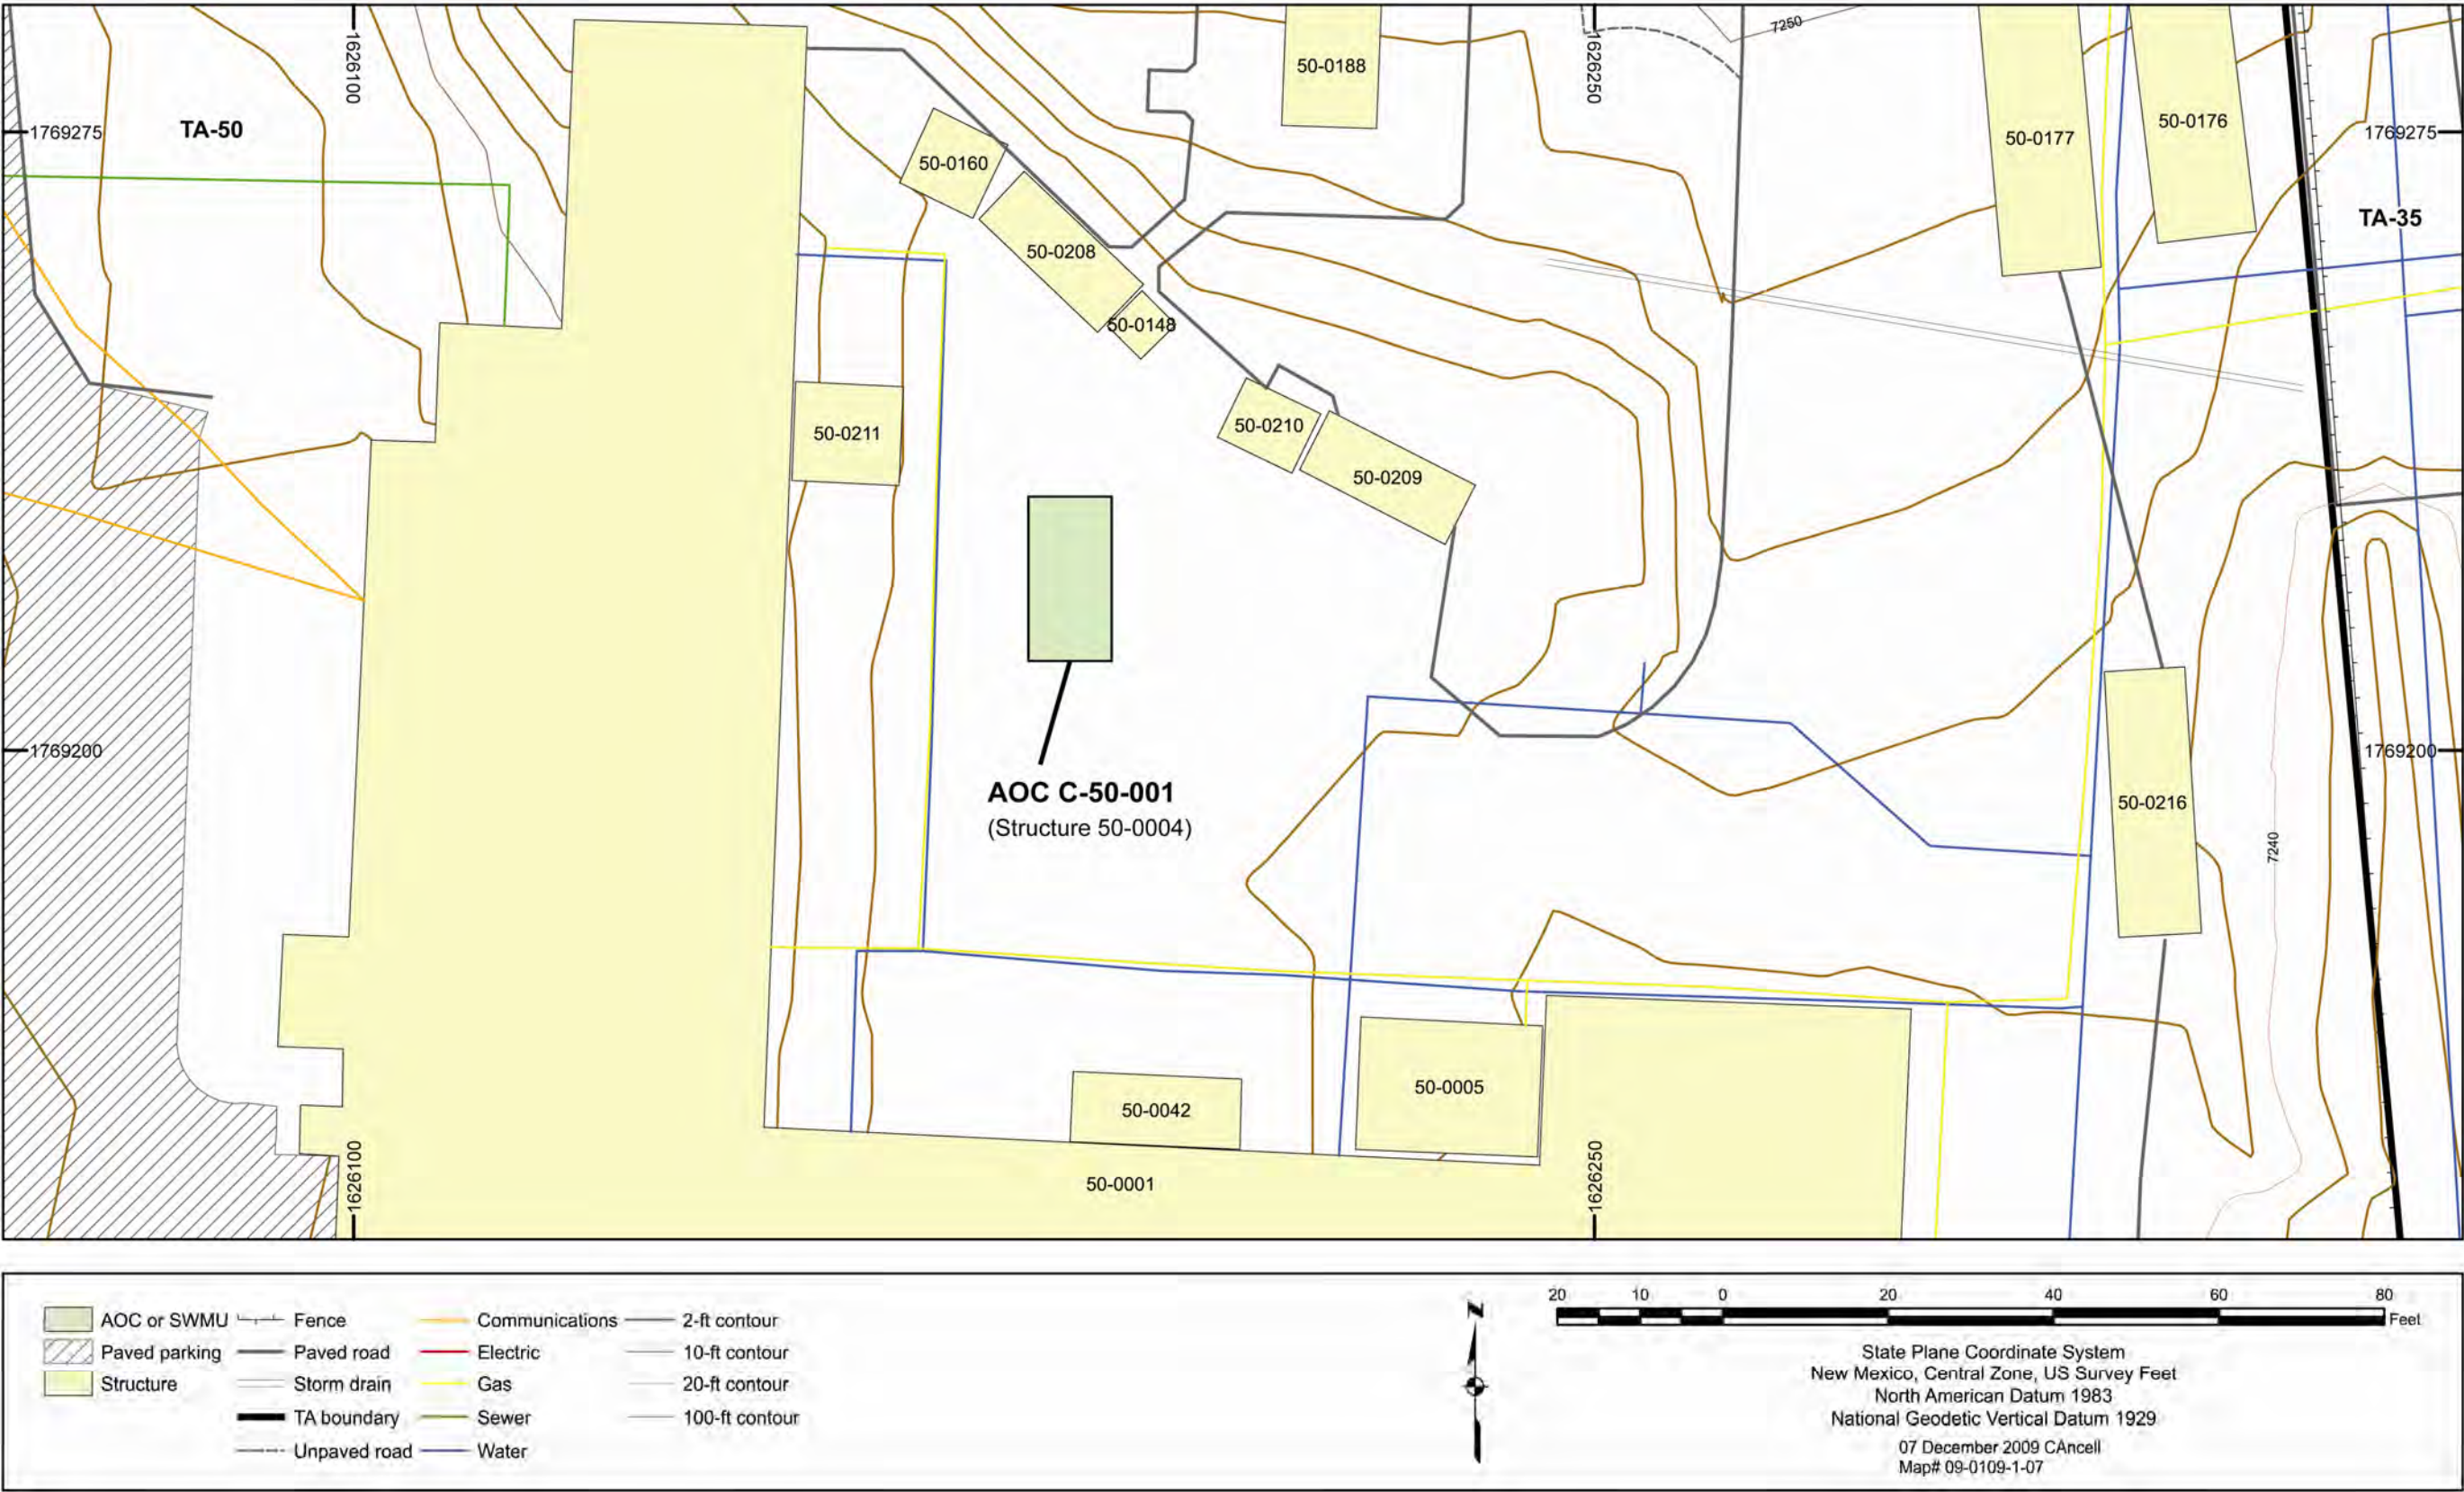 1626100
1626250
7250
50-0188
TA-50
1769275
50-0160
50-0177
50-0176
1769275
TA-35
50-0208
50-0148
50-0211
50-0210
50-0209
1769200
AOC C-50-001
(Structure 50-0004)
1769200
50-0216
7240
50-0042
50-0005
50-0001
1626100
1626250
AOC or SWMU
Paved parking
Structure
Fence
Paved road
Storm drain
TA boundary
Unpaved road
Communications
Electric
Gas
Sewer
Water
2-ft contour
10-ft contour
20-ft contour
100-ft contour
N
20 10 0 20 40 60 80
Feet
State Plane Coordinate System
New Mexico, Central Zone, US Survey Feet
North American Datum 1983
National Geodetic Vertical Datum 1929
07 December 2009 CAncell
Map# 09-0109-1-07